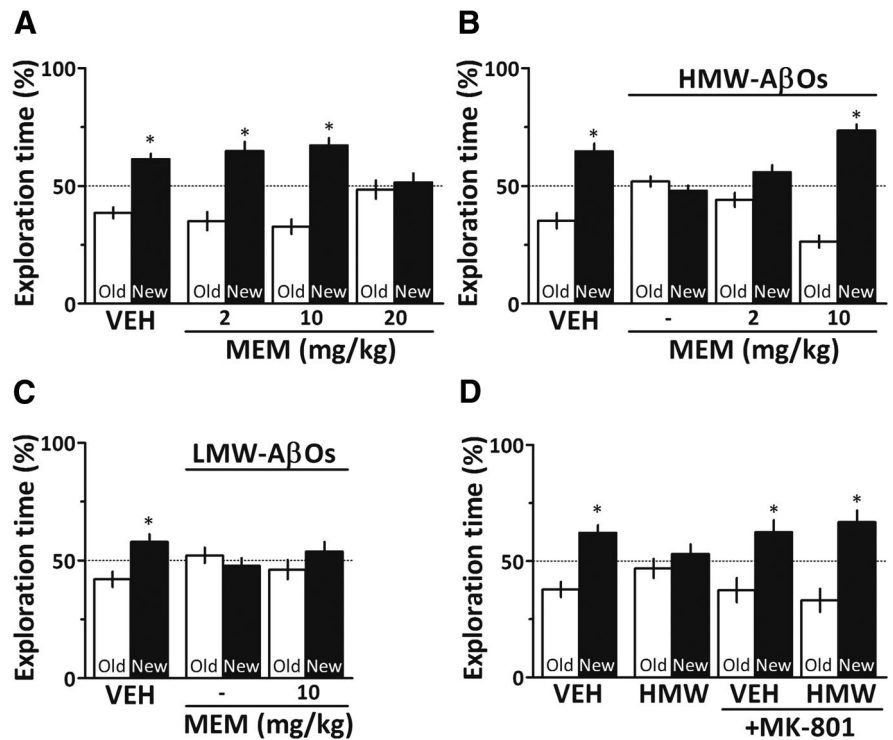 A
Exploration time (%)
100
50
0
*
*
*
Old New Old New Old New Old New
VEH 2 10 20
MEM (mg/kg)
B
Exploration time (%)
HMW-AβOs
100
50
0
*
*
Old New Old New Old New Old New
VEH - 2 10
MEM (mg/kg)
C
Exploration time (%)
LMW-AβOs
100
50
0
*
Old New Old New Old New
VEH - 10
MEM (mg/kg)
D
Exploration time (%)
100
50
0
*
*
*
Old New Old New Old New Old New
VEH HMW VEH HMW
+MK-801